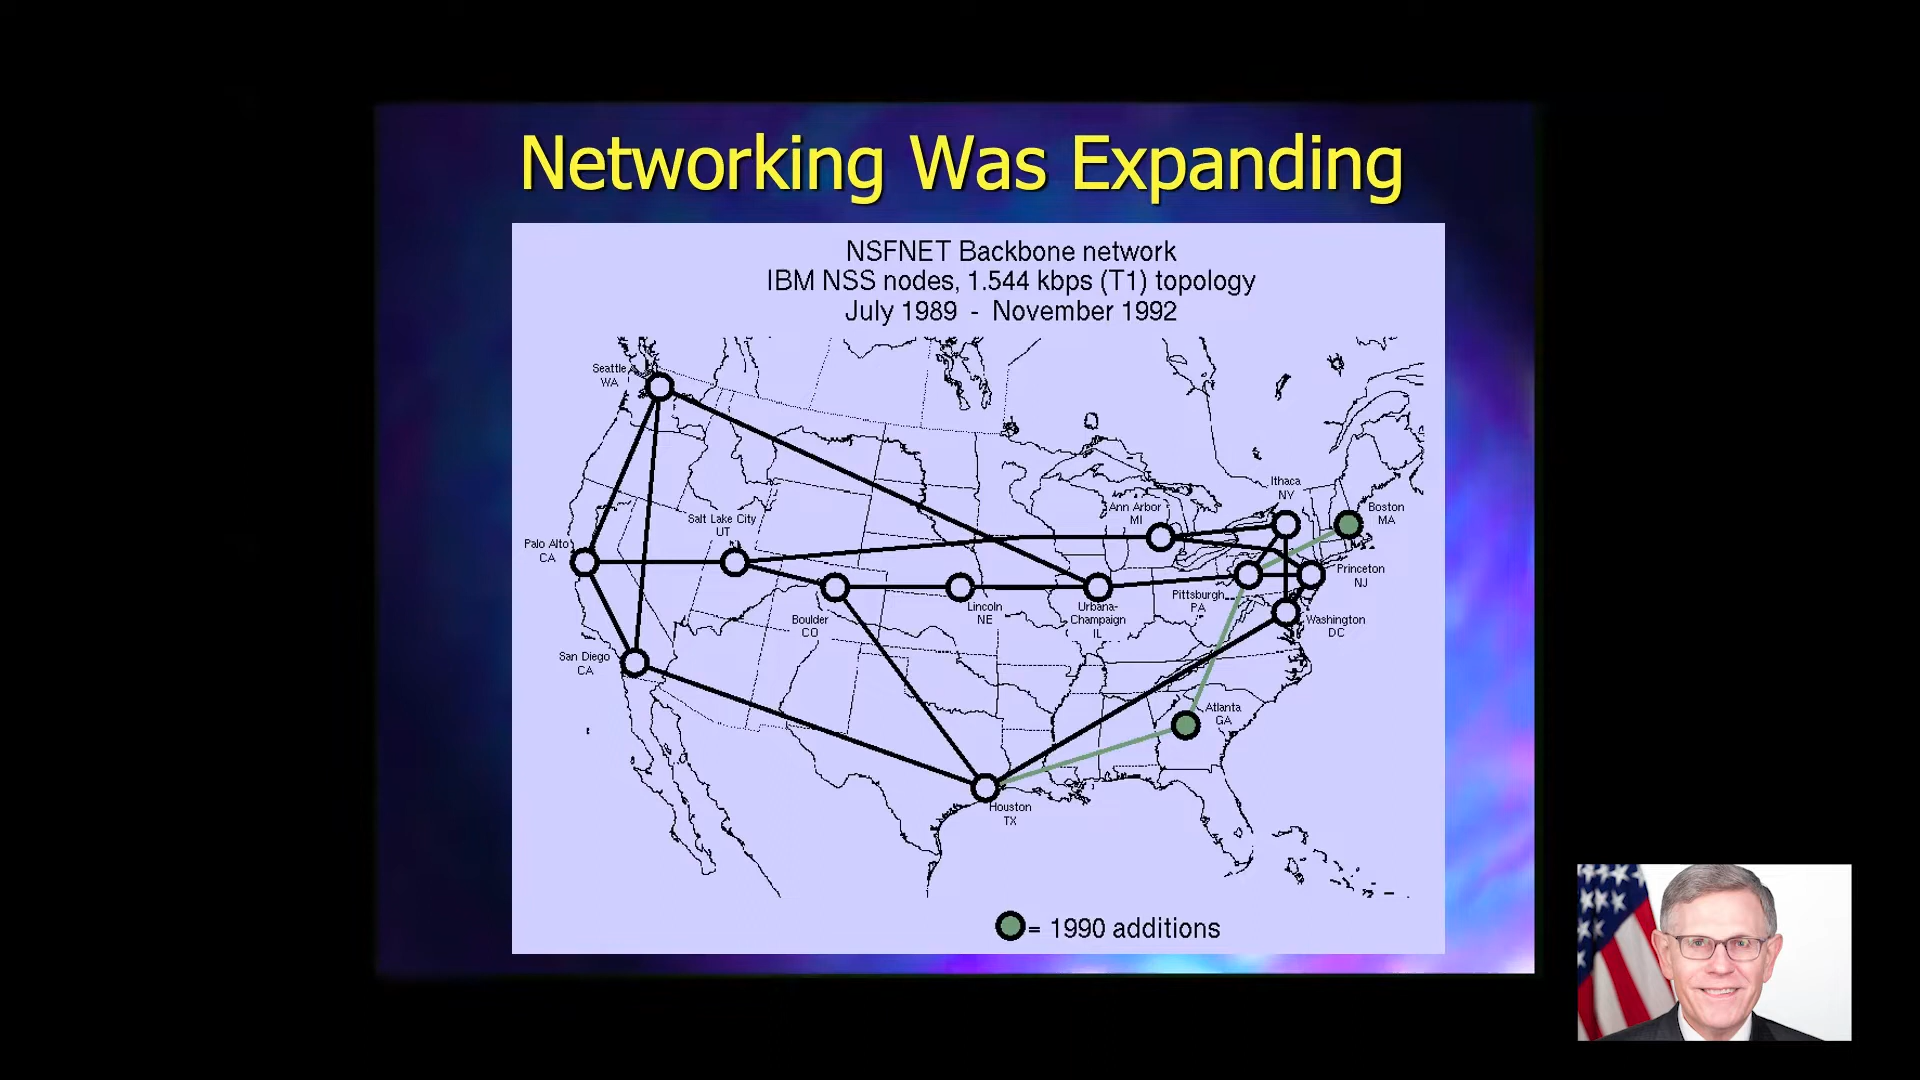 Networking Was Expanding
NSFNET Backbone network
IBM NSS nodes, 1.544 kbps (T1) topology
July 1989 - November 1992
Seattle
WA
Ithaca
NY
Ann Arbor
MI
Boston
MA
Salt Lake City
UT
Palo Alto
CA
Princeton
NJ
Pittsburgh
PA
Lincoln
NE
Urbana-
Champaign
IL
Boulder
CO
Washington
DC
San Diego
CA
Atlanta
GA
Houston
TX
= 1990 additions